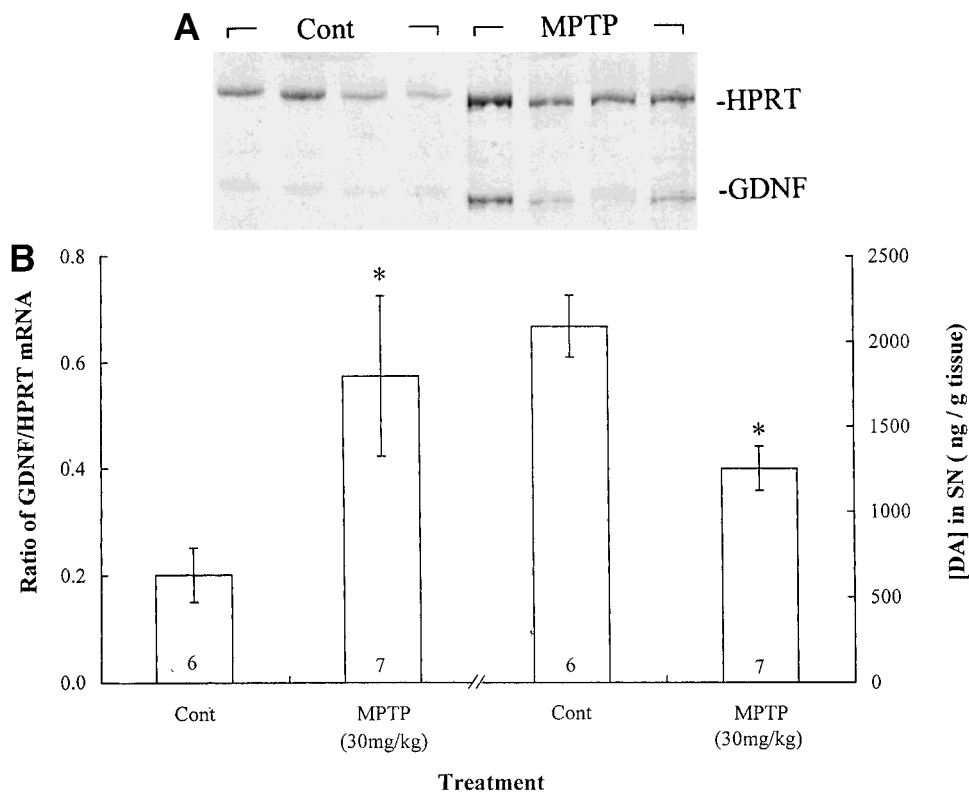 A
Cont
MPTP
-HPRT
-GDNF
B
Ratio of GDNF/HPRT mRNA
0.8
0.6
0.4
0.2
0.0
*
*
6
7
6
7
2500
2000
1500
1000
500
0
[DA] in SN ( ng / g tissue)
Cont
MPTP
(30mg/kg)
Cont
MPTP
(30mg/kg)
Treatment